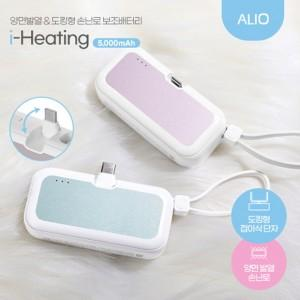 양면발열 & 도킹형 손난로 보조배터리
i-Heating
5,000mAh
ALIO
도킹형
접이식 단자
양면 발열
손난로